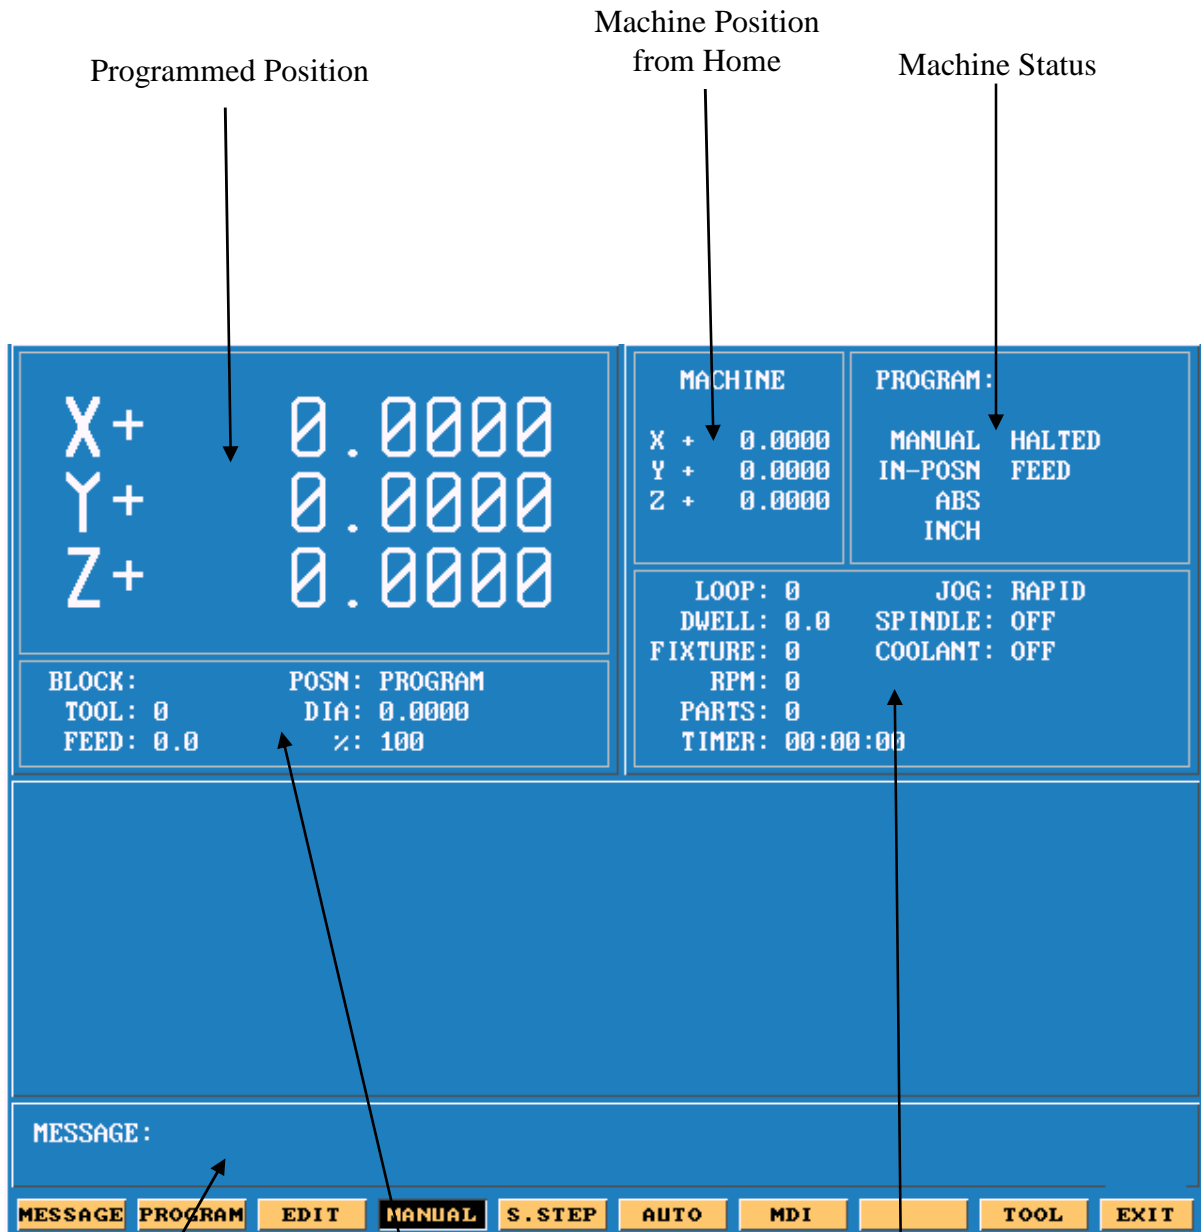 Machine Position
from Home
Programmed Position
Machine Status
X+ 0.0000
Y+ 0.0000
Z+ 0.0000
MACHINE
X + 0.0000
Y + 0.0000
Z + 0.0000
PROGRAM:
MANUAL HALTED
IN-POSN FEED
ABS
INCH
BLOCK: POSN: PROGRAM
TOOL: 0 DIA: 0.0000
FEED: 0.0 %: 100
LOOP: 0 JOG: RAPID
DWELL: 0.0 SPINDLE: OFF
FIXTURE: 0 COOLANT: OFF
RPM: 0
PARTS: 0
TIMER: 00:00:00
MESSAGE:
MESSAGE PROGRAM EDIT MANUAL S.STEP AUTO MDI TOOL EXIT